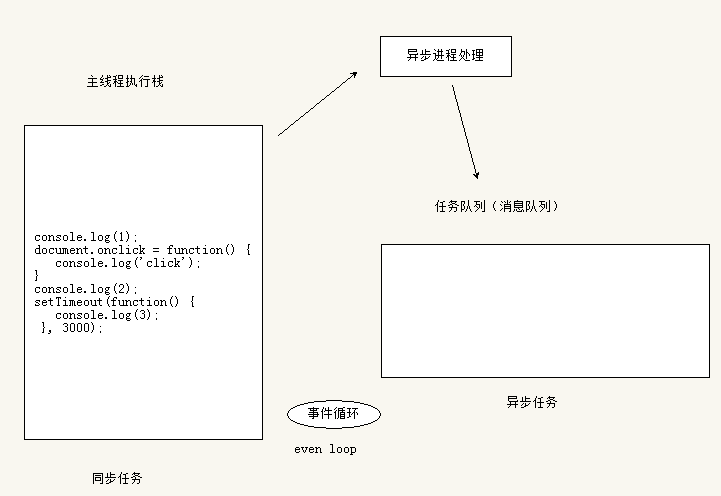 异步进程处理
主线程执行栈
任务队列（消息队列）
console.log(1);
document.onclick = function() {
   console.log('click');
}
console.log(2);
setTimeout(function() {
   console.log(3);
 }, 3000);
异步任务
事件循环
even loop
同步任务